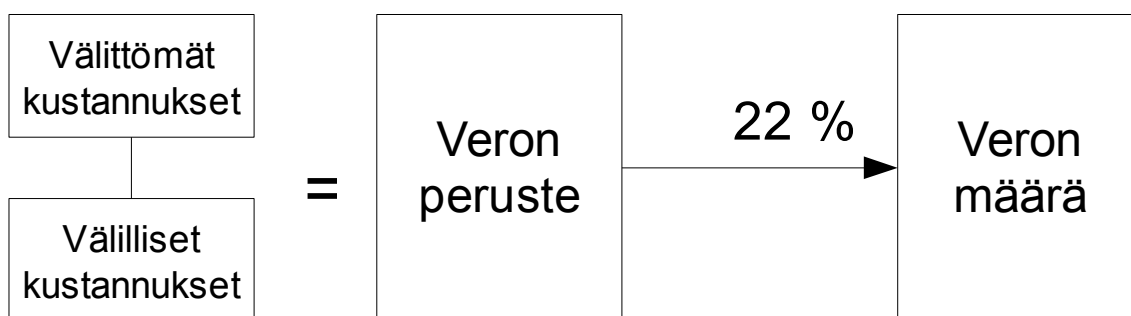 Välittömät
kustannukset
Välilliset
kustannukset
=
Veron
peruste
22 %
Veron
määrä